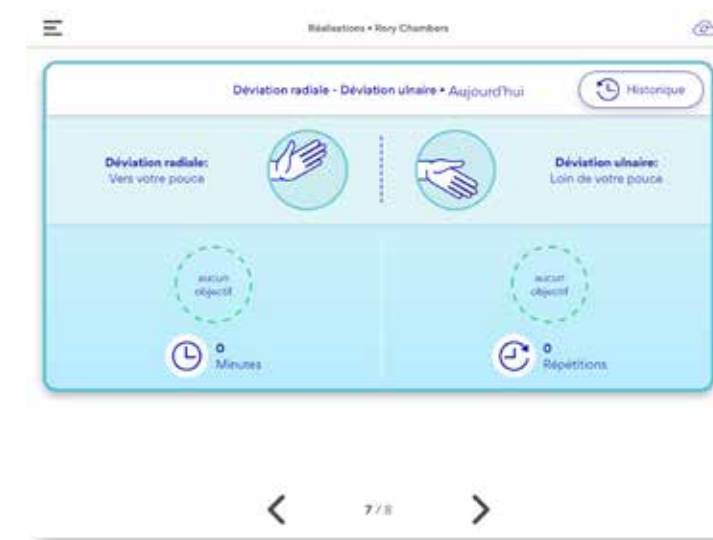 Réalisations • Rory Chambers
Déviation radiale - Déviation ulnaire • Aujourd'hui
Historique
Déviation radiale:
Vers votre pouce
Déviation ulnaire:
Loin de votre pouce
aucun
objectif
aucun
objectif
0
Minutes
0
Répétitions
7 / 8